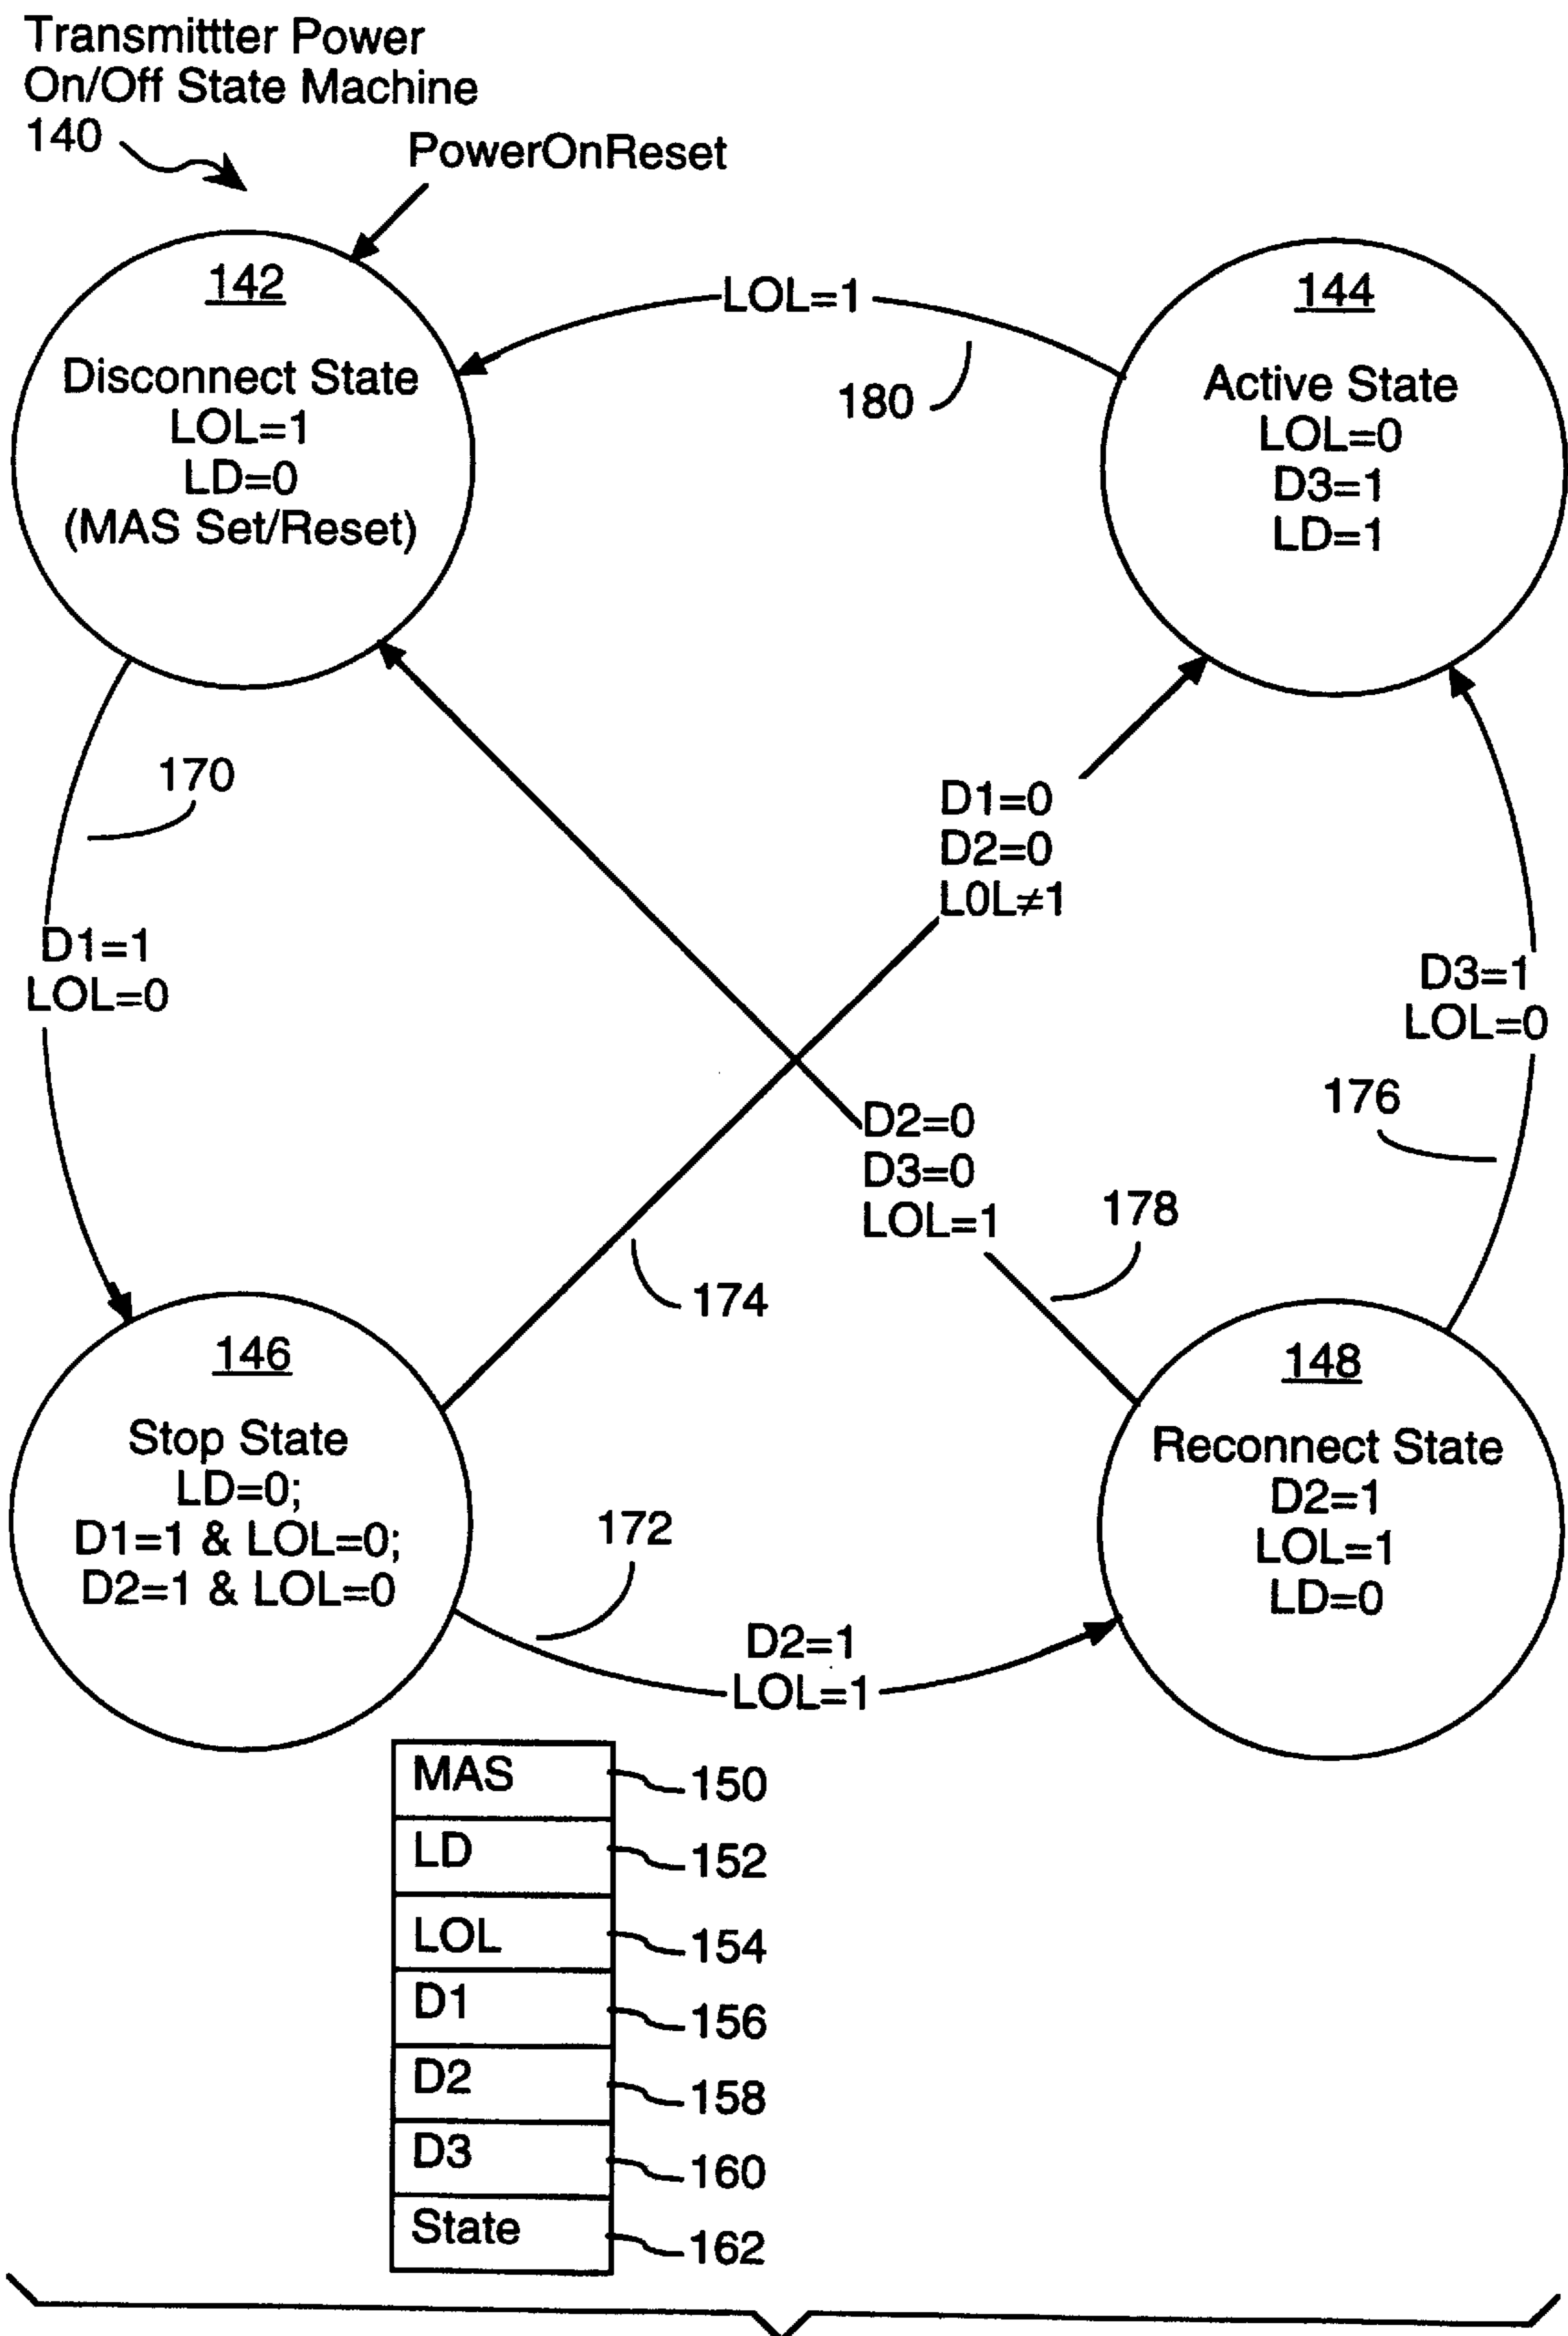 Transmittter Power
On/Off State Machine
140
PowerOnReset
142
Disconnect State
LOL=1
LD=0
(MAS Set/Reset)
LOL=1
180
144
Active State
LOL=0
D3=1
LD=1
170
D1=1
LOL=0
D1=0
D2=0
L0L≠1
D3=1
LOL=0
176
D2=0
D3=0
LOL=1
178
174
146
Stop State
LD=0;
D1=1 & LOL=0;
D2=1 & LOL=0
172
D2=1
LOL=1
148
Reconnect State
D2=1
LOL=1
LD=0
MAS 150
LD 152
LOL 154
D1 156
D2 158
D3 160
State 162